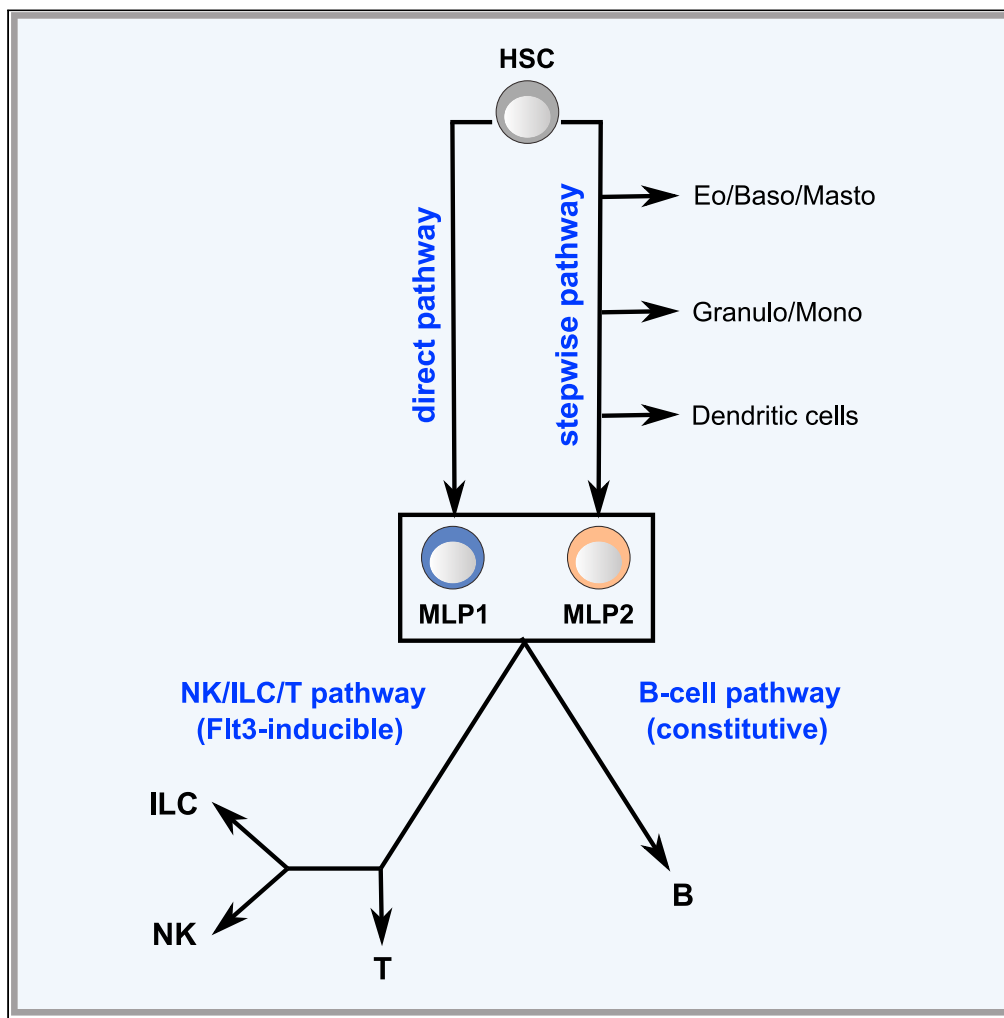 HSC
direct pathway
stepwise pathway
Eo/Baso/Masto
Granulo/Mono
Dendritic cells
MLP1
MLP2
NK/ILC/T pathway
(Flt3-inducible)
B-cell pathway
(constitutive)
ILC
NK
T
B